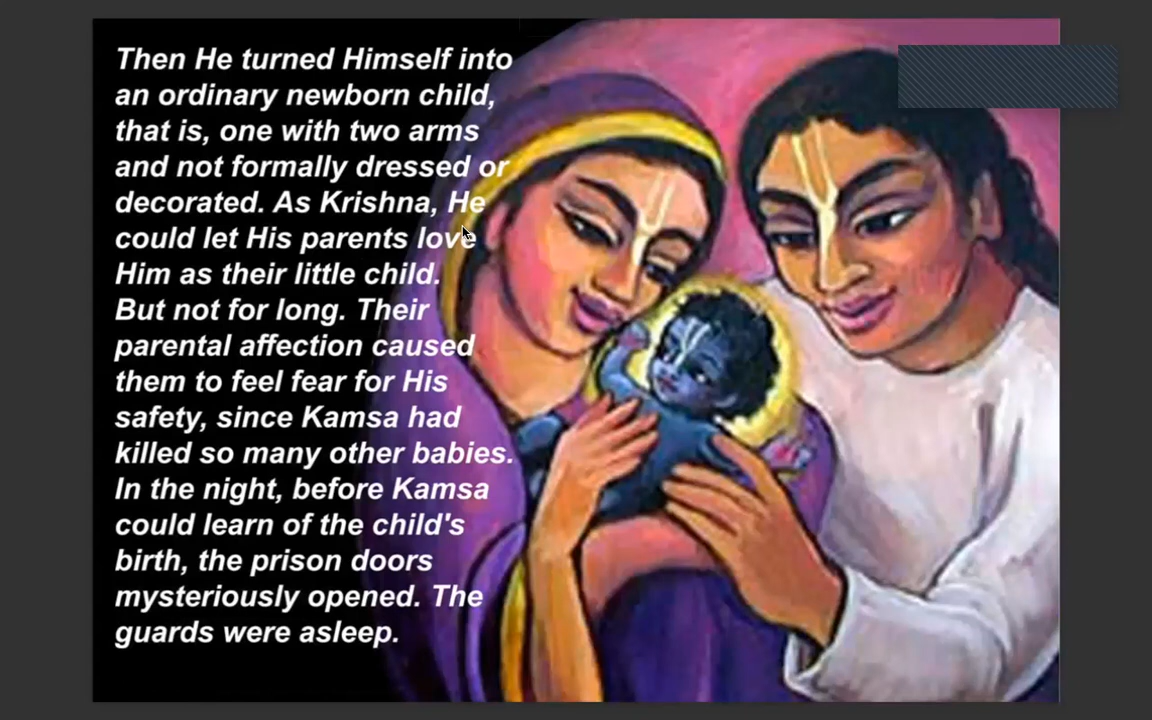 Then He turned Himself into
an ordinary newborn child,
that is, one with two arms
and not formally dressed or
decorated. As Krishna, He
could let His parents love
Him as their little child.
But not for long. Their
parental affection caused
them to feel fear for His
safety, since Kamsa had
killed so many other babies.
In the night, before Kamsa
could learn of the child's
birth, the prison doors
mysteriously opened. The
guards were asleep.